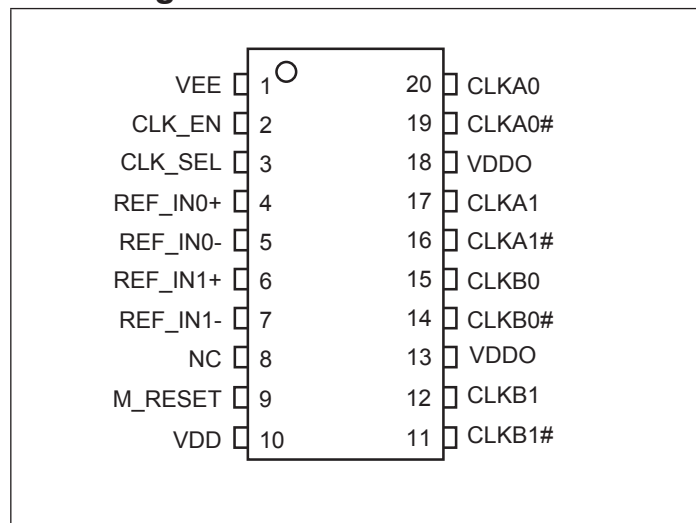 VEE 1 20 CLKA0
CLK_EN 2 19 CLKA0#
CLK_SEL 3 18 VDDO
REF_IN0+ 4 17 CLKA1
REF_IN0- 5 16 CLKA1#
REF_IN1+ 6 15 CLKB0
REF_IN1- 7 14 CLKB0#
NC 8 13 VDDO
M_RESET 9 12 CLKB1
VDD 10 11 CLKB1#